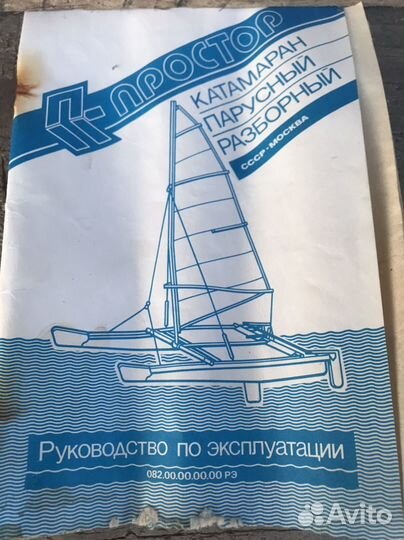 ПРОСТОР
КАТАМАРАН
ПАРУСНЫЙ
РАЗБОРНЫЙ
СССР-МОСКВА
Руководство по эксплуатации
082.00.00.00.00 РЭ
Avito